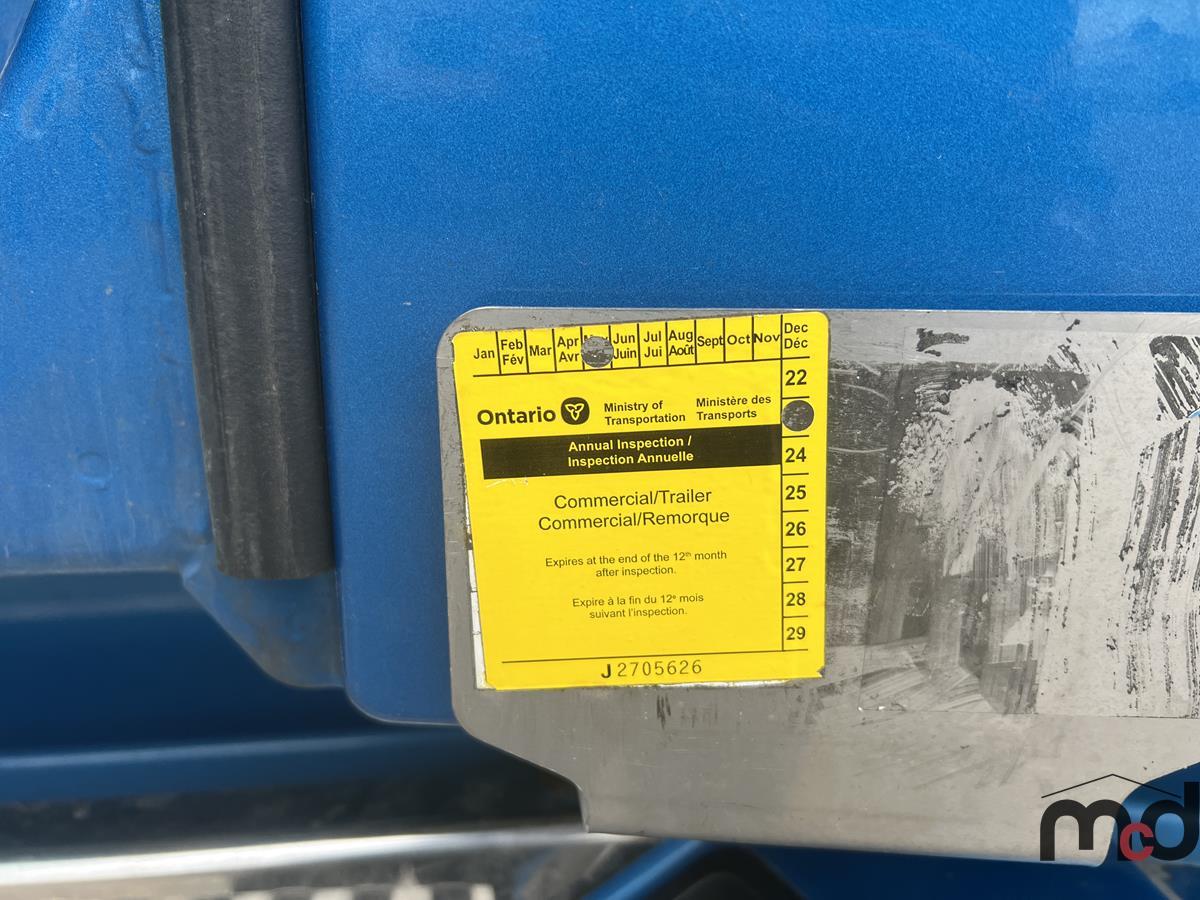 Jan Feb Mar Apr Jun Jul Aug Sept Oct Nov Dec
Fév Avr Juin Jui Août Déc
22
Ontario Ministry of Ministère des
Transportation Transports
Annual Inspection /
Inspection Annuelle
24
Commercial/Trailer
25
Commercial/Remorque
26
Expires at the end of the 12th month
after inspection.
27
Expire à la fin du 12e mois
28
suivant l'inspection.
29
J 2705626
mcd